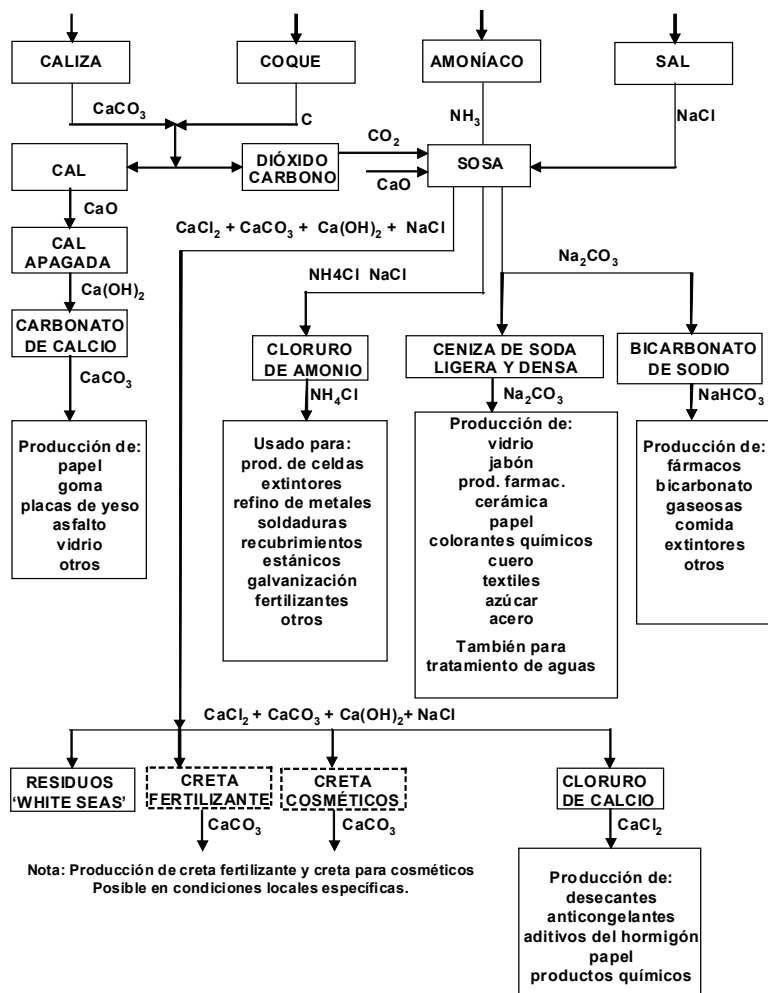 CALIZA
COQUE
AMONÍACO
SAL
CaCO3
C
NH3
NaCl
CO2
CAL
DIÓXIDO
CARBONO
SOSA
CaO
CaO
CaCl2 + CaCO3 + Ca(OH)2 + NaCl
CAL
APAGADA
Na2CO3
NH4Cl NaCl
Ca(OH)2
CARBONATO
DE CALCIO
CLORURO
DE AMONIO
CENIZA DE SODA
LIGERA Y DENSA
BICARBONATO
DE SODIO
CaCO3
NH4Cl
Na2CO3
NaHCO3
Producción de:
papel
goma
placas de yeso
asfalto
vidrio
otros
Usado para:
prod. de celdas
extintores
refino de metales
soldaduras
recubrimientos
estánicos
galvanización
fertilizantes
otros
Producción de:
vidrio
jabón
prod. farmac.
cerámica
papel
colorantes químicos
cuero
textiles
azúcar
acero
También para
tratamiento de aguas
Producción de:
fármacos
bicarbonato
gaseosas
comida
extintores
otros
CaCl2 + CaCO3 + Ca(OH)2+ NaCl
RESIDUOS
‘WHITE SEAS’
CRETA
FERTILIZANTE
CRETA
COSMÉTICOS
CLORURO
DE CALCIO
CaCO3
CaCO3
CaCl2
Nota: Producción de creta fertilizante y creta para cosméticos
Posible en condiciones locales específicas.
Producción de:
desecantes
anticongelantes
aditivos del hormigón
papel
productos químicos